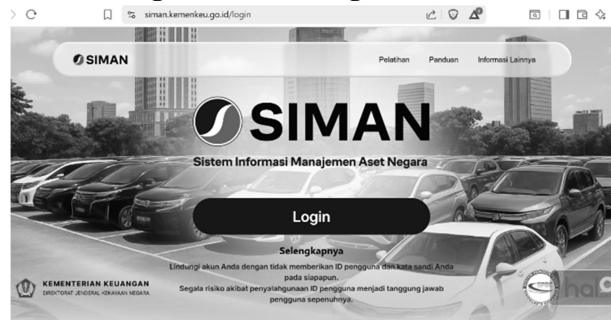 siman.kemenkeu.go.id/login
SIMAN
Pelatihan Panduan Informasi Lainnya
SIMAN
Sistem Informasi Manajemen Aset Negara
Login
Selengkapnya
Lindungi akun Anda dengan tidak memberikan ID pengguna dan kata sandi Anda
pada siapapun.
Segala risiko akibat penyalahgunaan ID pengguna menjadi tanggung jawab
pengguna sepenuhnya.
KEMENTERIAN KEUANGAN
DIREKTORAT JENDERAL KEKAYAAN NEGARA